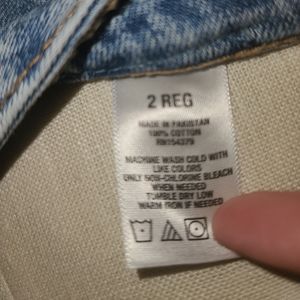 2 REG
MADE IN PAKISTAN
100% COTTON
RN154379
MACHINE WASH COLD WITH
LIKE COLORS
ONLY NON-CHLORINE BLEACH
WHEN NEEDED
TUMBLE DRY LOW
WARM IRON IF NEEDED